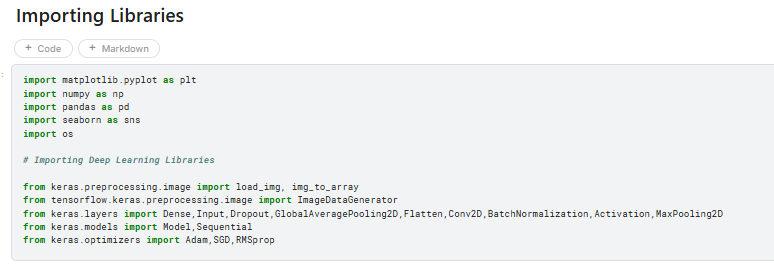 Importing Libraries
+ Code + Markdown
:
import matplotlib.pyplot as plt
import numpy as np
import pandas as pd
import seaborn as sns
import os
# Importing Deep Learning Libraries
from keras.preprocessing.image import load_img, img_to_array
from tensorflow.keras.preprocessing.image import ImageDataGenerator
from keras.layers import Dense,Input,Dropout,GlobalAveragePooling2D,Flatten,Conv2D,BatchNormalization,Activation,MaxPooling2D
from keras.models import Model,Sequential
from keras.optimizers import Adam,SGD,RMSprop